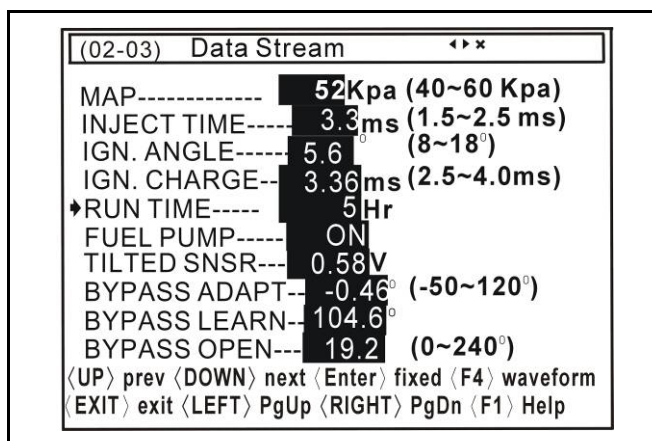 (02-03) Data Stream
MAP------------- 52Kpa (40~60 Kpa)
INJECT TIME----- 3.3ms (1.5~2.5 ms)
IGN. ANGLE------ 5.6° (8~18°)
IGN. CHARGE-- 3.36ms (2.5~4.0ms)
RUN TIME----- 5Hr
FUEL PUMP----- ON
TILTED SNSR--- 0.58V
BYPASS ADAPT-- -0.46° (-50~120°)
BYPASS LEARN-- 104.6°
BYPASS OPEN--- 19.2 (0~240°)
〈UP〉 prev 〈DOWN〉 next 〈Enter〉 fixed 〈F4〉 waveform
〈EXIT〉 exit 〈LEFT〉 PgUp 〈RIGHT〉 PgDn 〈F1〉 Help